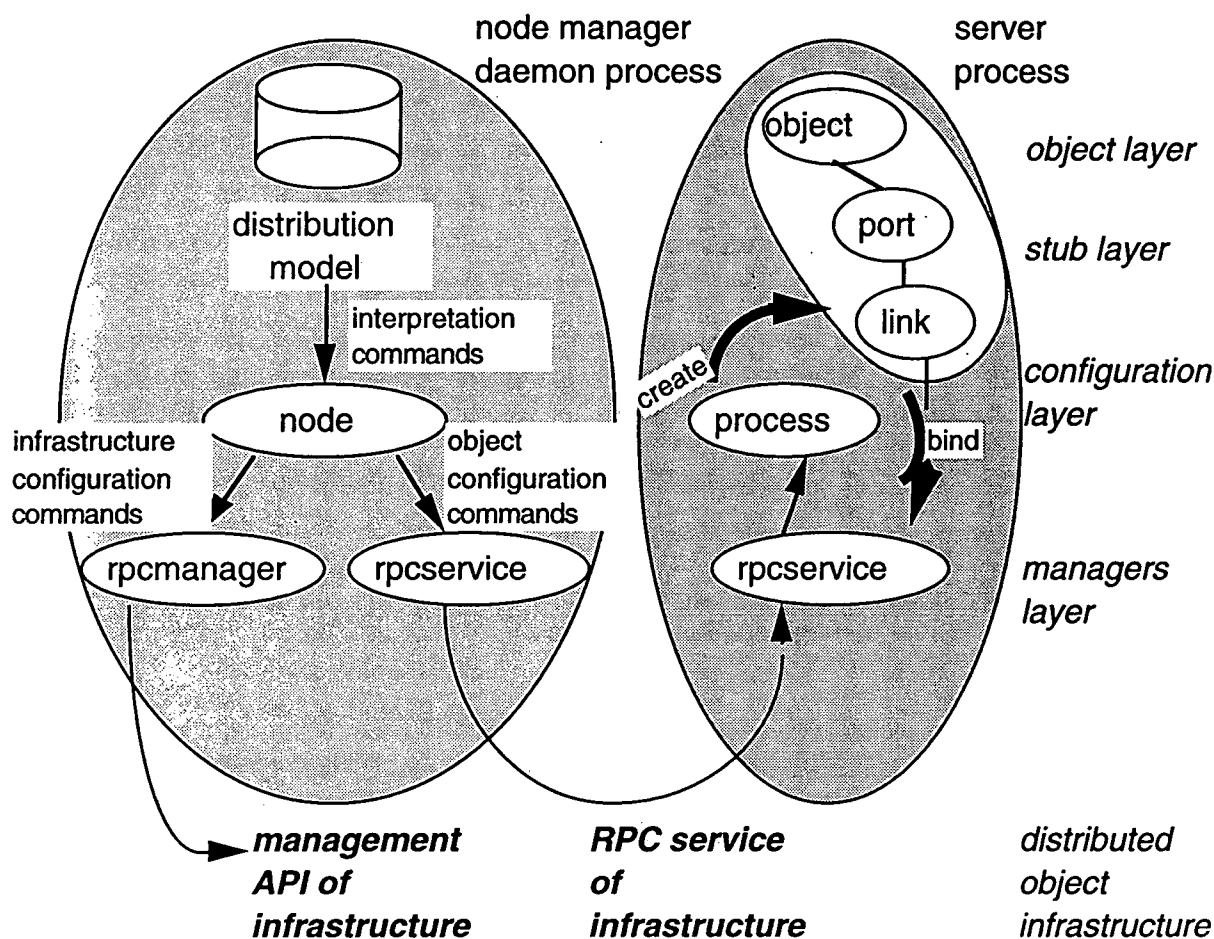 node manager
daemon process
server
process
object
object layer
distribution
model
port
stub layer
interpretation
commands
link
create
configuration
layer
node
process
infrastructure
configuration
commands
object
configuration
commands
bind
rpcmanager
rpcservice
rpcservice
managers
layer
management
API of
infrastructure
RPC service
of
infrastructure
distributed
object
infrastructure